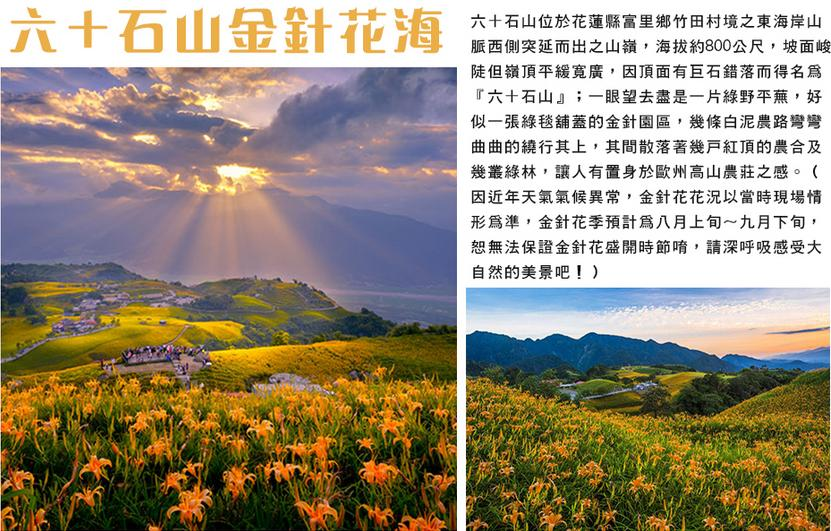 六十石山金針花海
六十石山位於花蓮縣富里鄉竹田村境之東海岸山
脈西側突延而出之山嶺，海拔約800公尺，坡面峻
陡但嶺頂平緩寬廣，因頂面有巨石錯落而得名為
『六十石山』；一眼望去盡是一片綠野平蕪，好
似一張綠毯舖蓋的金針園區，幾條白泥農路彎彎
曲曲的繞行其上，其間散落著幾戶紅頂的農合及
幾叢綠林，讓人有置身於歐州高山農莊之感。（
因近年天氣氣候異常，金針花花況以當時現場情
形為準，金針花季預計為八月上旬～九月下旬，
恕無法保證金針花盛開時節唷，請深呼吸感受大
自然的美景吧！）